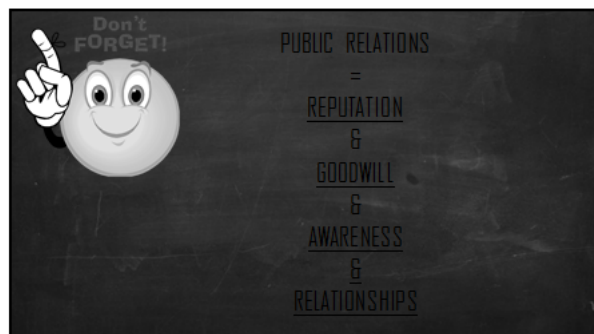 Don't
FORGET!
PUBLIC RELATIONS
=
REPUTATION
&
GOODWILL
&
AWARENESS
&
RELATIONSHIPS